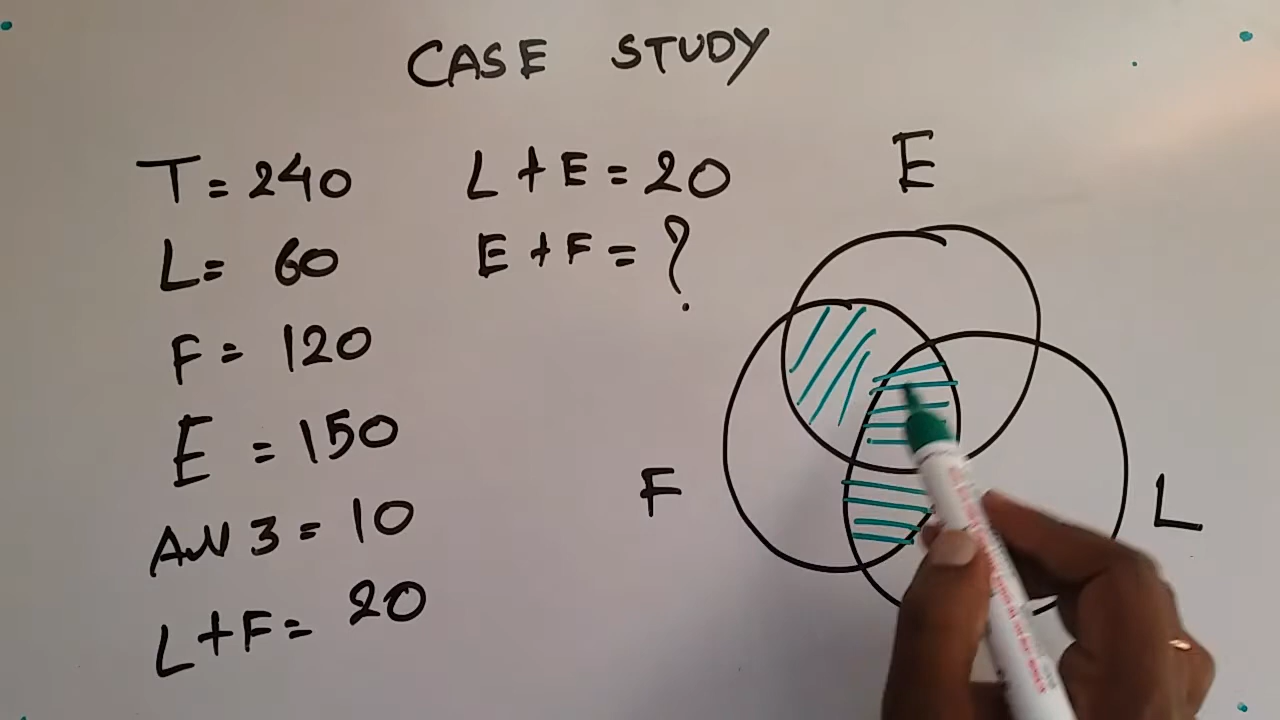 CASE STUDY
T = 240
L = 60
F = 120
E = 150
All 3 = 10
L + F = 20
L + E = 20
E + F = ?
E
F
L